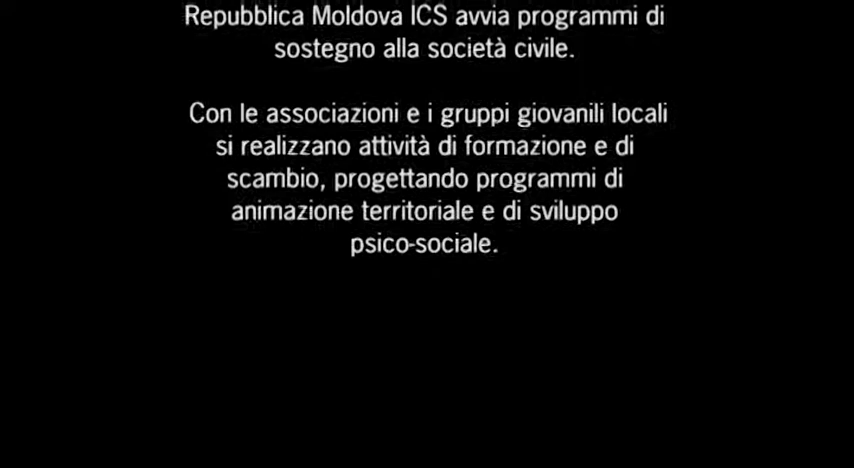 Repubblica Moldova ICS avvia programmi di
sostegno alla società civile.
Con le associazioni e i gruppi giovanili locali
si realizzano attività di formazione e di
scambio, progettando programmi di
animazione territoriale e di sviluppo
psico-sociale.